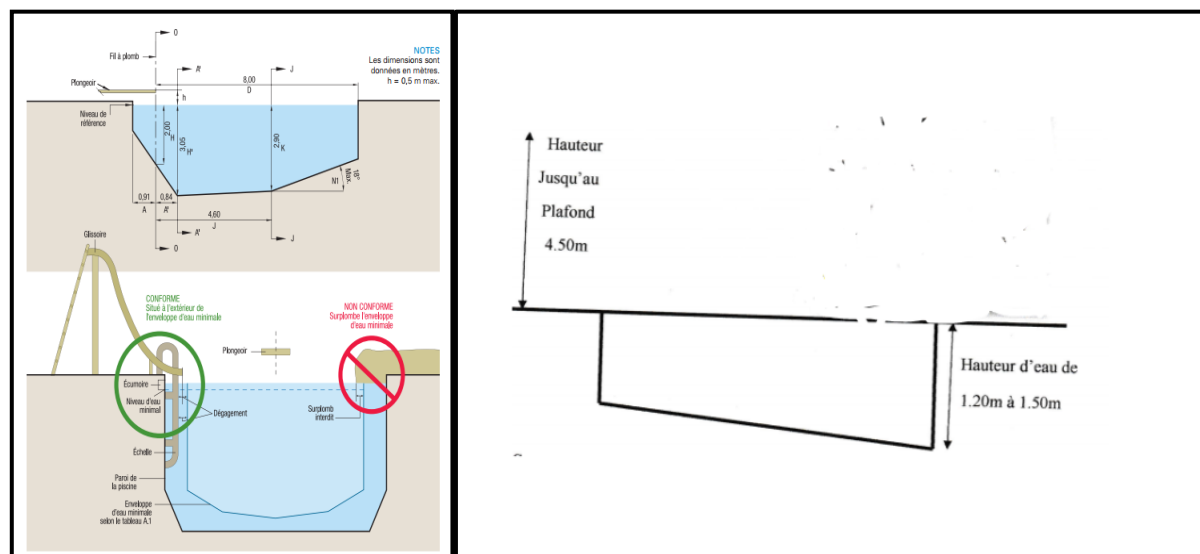 O
Fil à plomb
A'
J
NOTES
Les dimensions sont
données en mètres.
h = 0,5 m max.
8,00
D
Plongeoir
h
Niveau de
référence
2,00
H
3,05
H'
2,90
K
18°
Max.
N1
0,91
A
0,84
A'
4,60
J
A'
J
O
Glissoire
CONFORME
Situé à l'extérieur de
l'enveloppe d'eau minimale
NON CONFORME
Surplombe l'enveloppe
d'eau minimale
Plongeoir
Écumoire
Niveau d'eau
minimal
Dégagement
Surplomb
interdit
Échelle
Paroi de
la piscine
Enveloppe
d'eau minimale
selon le tableau A.1
Hauteur
Jusqu'au
Plafond
4.50m
Hauteur d'eau de
1.20m à 1.50m